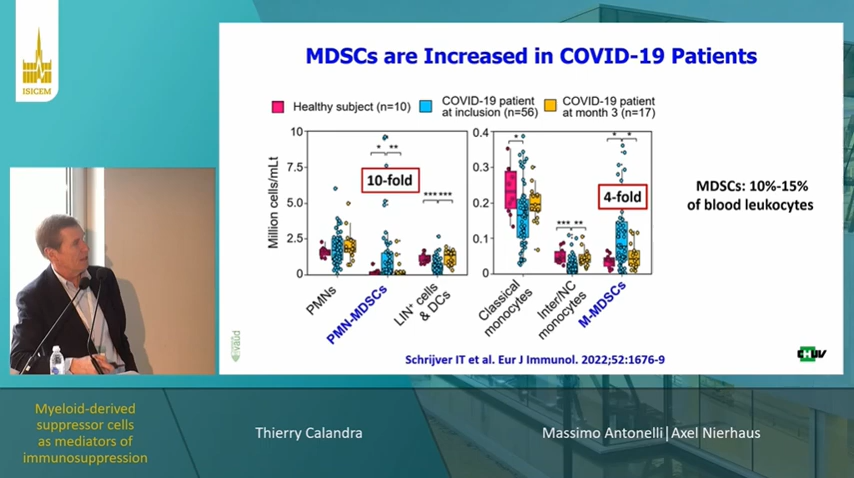 ISICEM
MDSCs are Increased in COVID-19 Patients
Healthy subject (n=10)
COVID-19 patient
at inclusion (n=56)
COVID-19 patient
at month 3 (n=17)
Million cells/mLt
10
7.5
5.0
2.5
0
* **
*** ***
10-fold
PMNs
PMN-MDSCs
LIN⁺ cells
& DCs
0.4
0.3
0.2
0.1
0
*
*** **
* *
4-fold
Classical
monocytes
Inter/NC
monocytes
M-MDSCs
MDSCs: 10%-15%
of blood leukocytes
Schrijver IT et al. Eur J Immunol. 2022;52:1676-9
vaud
CHUV
Myeloid-derived
suppressor cells
as mediators of
immunosuppression
Thierry Calandra
Massimo Antonelli|Axel Nierhaus